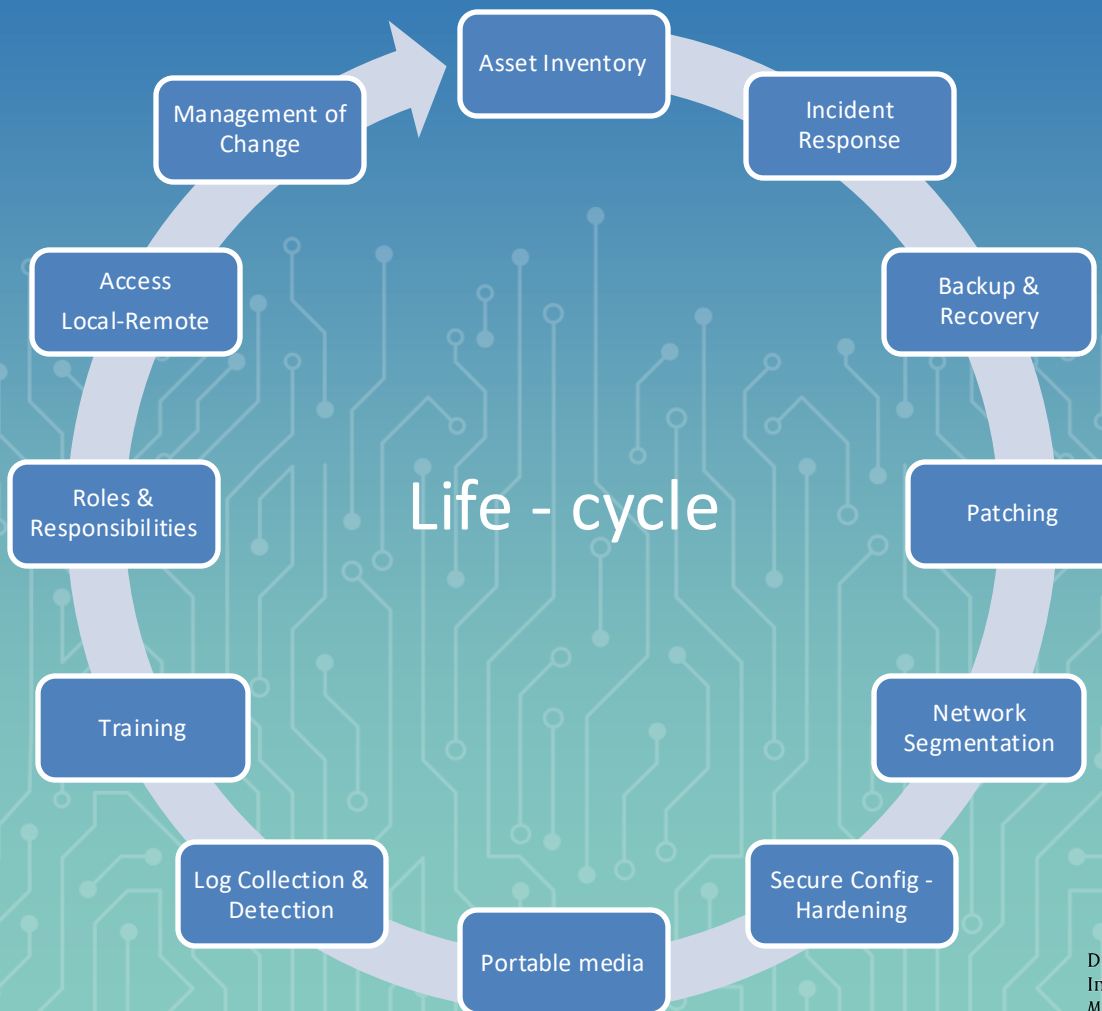 Asset Inventory
Incident
Response
Backup &
Recovery
Patching
Network
Segmentation
Secure Config -
Hardening
Portable media
Log Collection &
Detection
Training
Roles &
Responsibilities
Access
Local-Remote
Management of
Change
Life - cycle